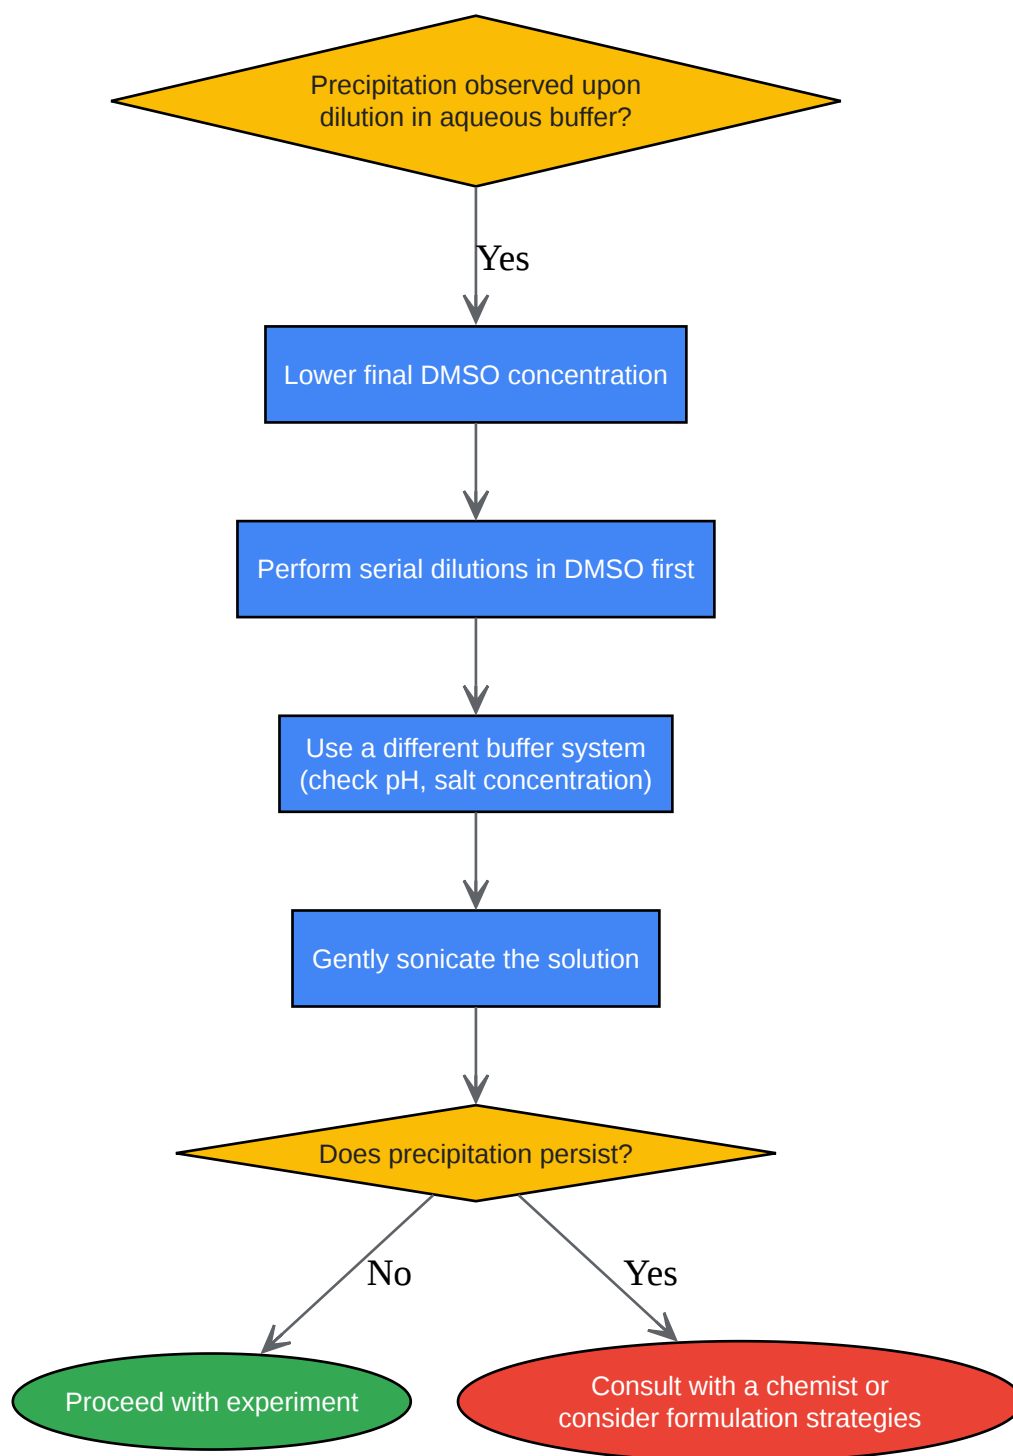 Precipitation observed upon
dilution in aqueous buffer?
Yes
Lower final DMSO concentration
Perform serial dilutions in DMSO first
Use a different buffer system
(check pH, salt concentration)
Gently sonicate the solution
Does precipitation persist?
No
Yes
Proceed with experiment
Consult with a chemist or
consider formulation strategies